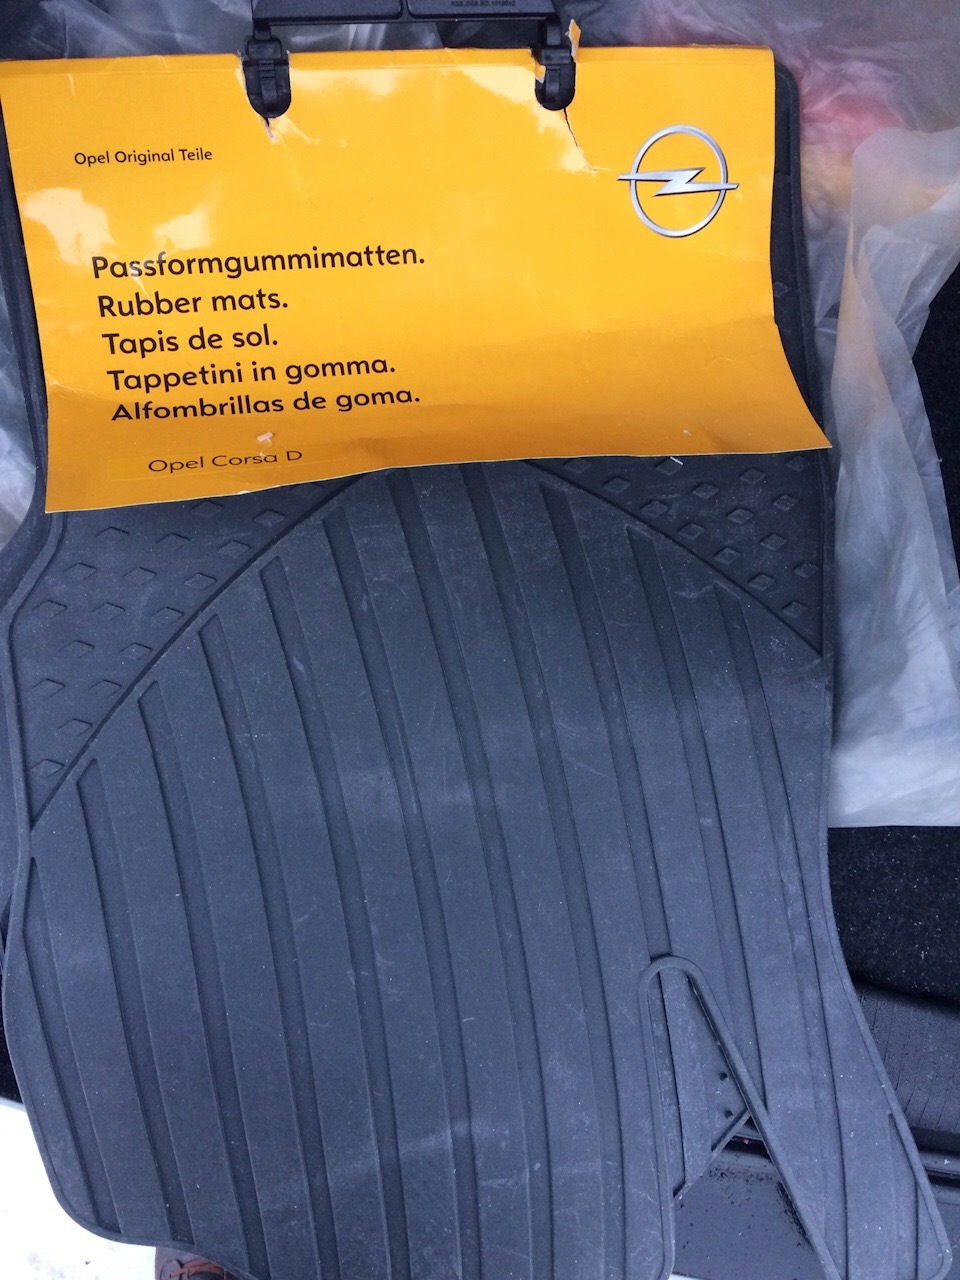 Opel Original Teile
Passformgummimatten.
Rubber mats.
Tapis de sol.
Tappetini in gomma.
Alfombrillas de goma.
Opel Corsa D